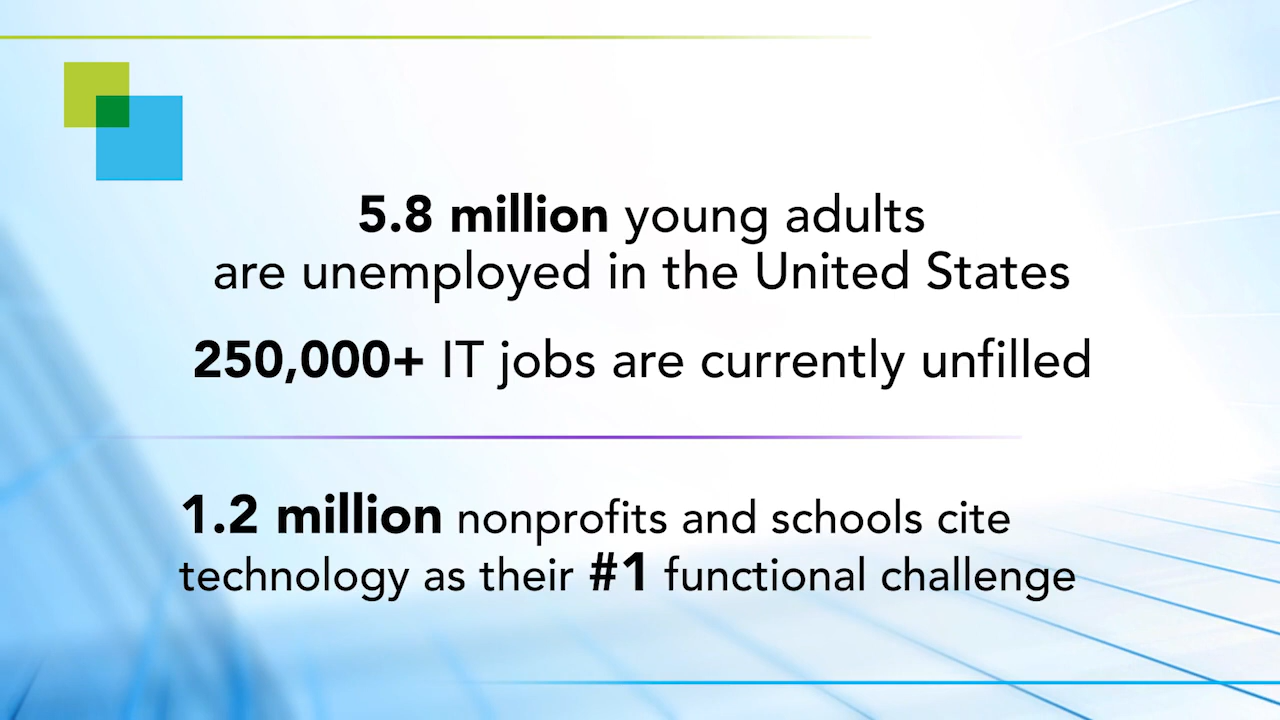 5.8 million young adults
are unemployed in the United States
250,000+ IT jobs are currently unfilled
1.2 million nonprofits and schools cite
technology as their #1 functional challenge